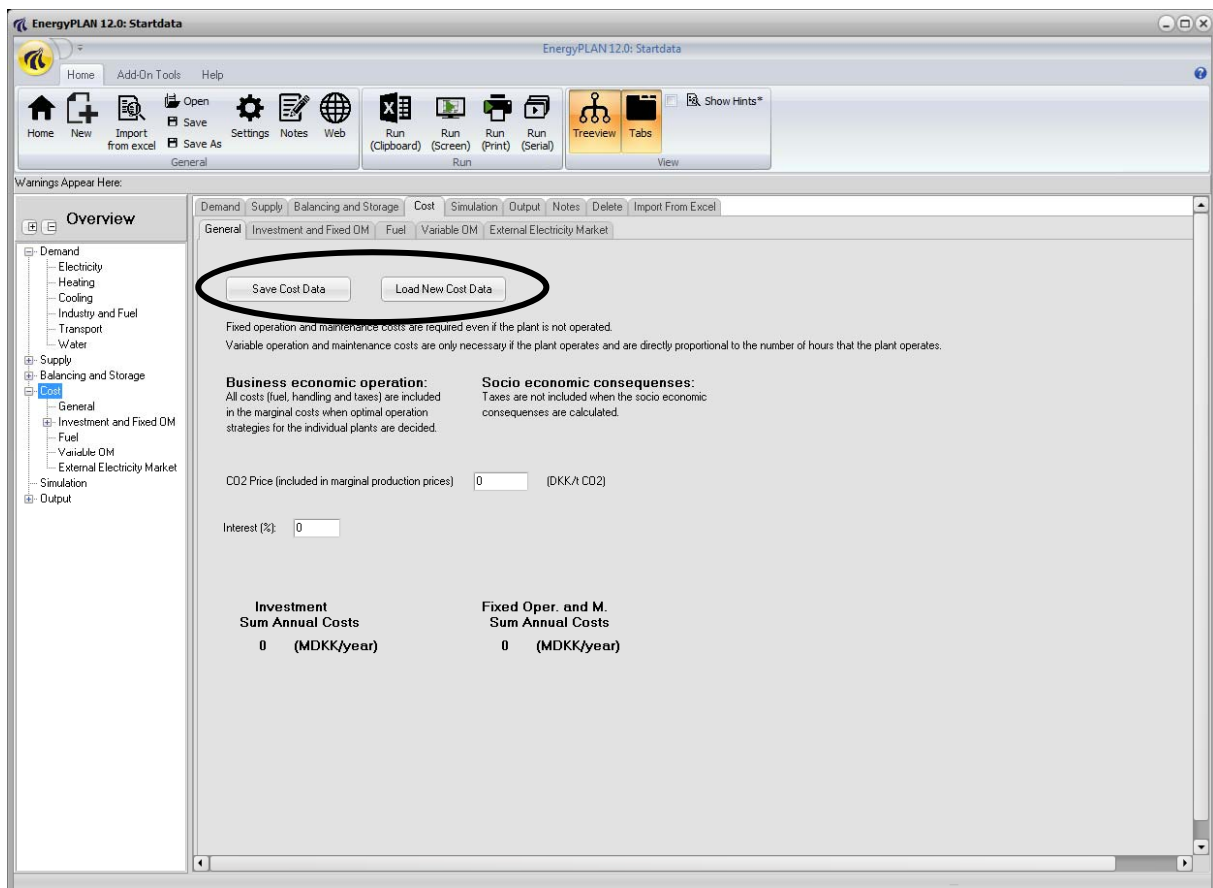 EnergyPLAN 12.0: Startdata
EnergyPLAN 12.0: Startdata
Home Add-On Tools Help
Home
New
Import
from excel
Open
Save
Save As
Settings
Notes
Web
Run
(Clipboard)
Run
(Screen)
Run
(Print)
Run
(Serial)
Treeview
Tabs
Show Hints*
General
Run
View
Warnings Appear Here:
Overview
Demand
Electricity
Heating
Cooling
Industry and Fuel
Transport
Water
Supply
Balancing and Storage
Cost
General
Investment and Fixed OM
Fuel
Variable OM
External Electricity Market
Simulation
Output
Demand Supply Balancing and Storage Cost Simulation Output Notes Delete Import From Excel
General Investment and Fixed OM Fuel Variable OM External Electricity Market
Save Cost Data Load New Cost Data
Fixed operation and maintenance costs are required even if the plant is not operated.
Variable operation and maintenance costs are only necessary if the plant operates and are directly proportional to the number of hours that the plant operates.
Business economic operation:
All costs (fuel, handling and taxes) are included
in the marginal costs when optimal operation
strategies for the individual plants are decided.
Socio economic consequenses:
Taxes are not included when the socio economic
consequenses are calculated.
CO2 Price (included in marginal production prices) 0 (DKK/t CO2)
Interest (%): 0
Investment
Sum Annual Costs
0 (MDKK/year)
Fixed Oper. and M.
Sum Annual Costs
0 (MDKK/year)